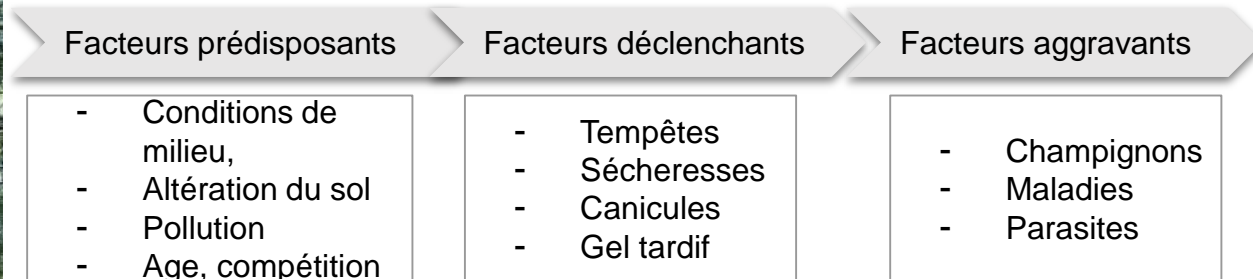 Facteurs prédisposants
Facteurs déclenchants
Facteurs aggravants
- Conditions de
milieu,
- Altération du sol
- Pollution
- Age, compétition
- Tempêtes
- Sécheresses
- Canicules
- Gel tardif
- Champignons
- Maladies
- Parasites